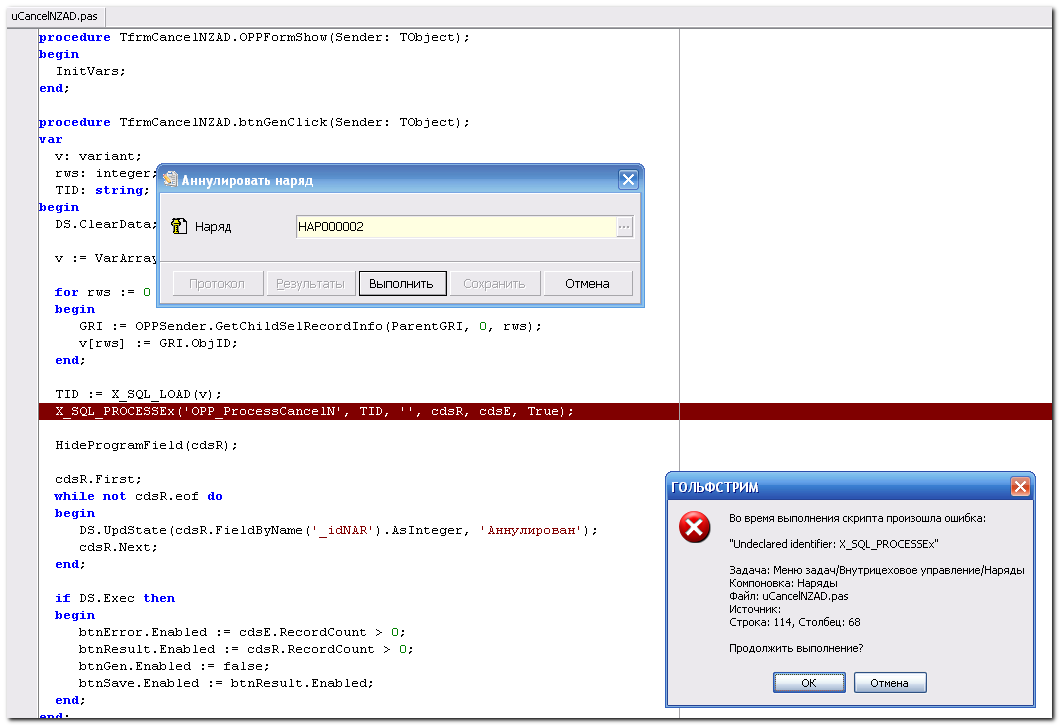 uCancelNZAD.pas
procedure TfrmCancelNZAD.OPPFormShow(Sender: TObject);
begin
InitVars;
end;
procedure TfrmCancelNZAD.btnGenClick(Sender: TObject);
var
v: variant;
rws: integer;
TID: string;
begin
DS.ClearData;
v := VarArray
for rws := 0
begin
GRI := OPPSender.GetChildSelRecordInfo(ParentGRI, 0, rws);
v[rws] := GRI.ObjID;
end;
TID := X_SQL_LOAD(v);
X_SQL_PROCESSEx('OPP_ProcessCancelN', TID, '', cdsR, cdsE, True);
HideProgramField(cdsR);
cdsR.First;
while not cdsR.eof do
begin
DS.UpdState(cdsR.FieldByName('_idNAR').AsInteger, 'Аннулирован');
cdsR.Next;
end;
if DS.Exec then
begin
btnError.Enabled := cdsE.RecordCount > 0;
btnResult.Enabled := cdsR.RecordCount > 0;
btnGen.Enabled := false;
btnSave.Enabled := btnResult.Enabled;
end;
end;
Аннулировать наряд
Наряд НАР000002 ...
Протокол Результаты Выполнить Сохранить Отмена
ГОЛЬФСТРИМ
Во время выполнения скрипта произошла ошибка:
"Undeclared identifier: X_SQL_PROCESSEx"
Задача: Меню задач/Внутрицеховое управление/Наряды
Компоновка: Наряды
Файл: uCancelNZAD.pas
Источник:
Строка: 114, Столбец: 68
Продолжить выполнение?
OK Отмена